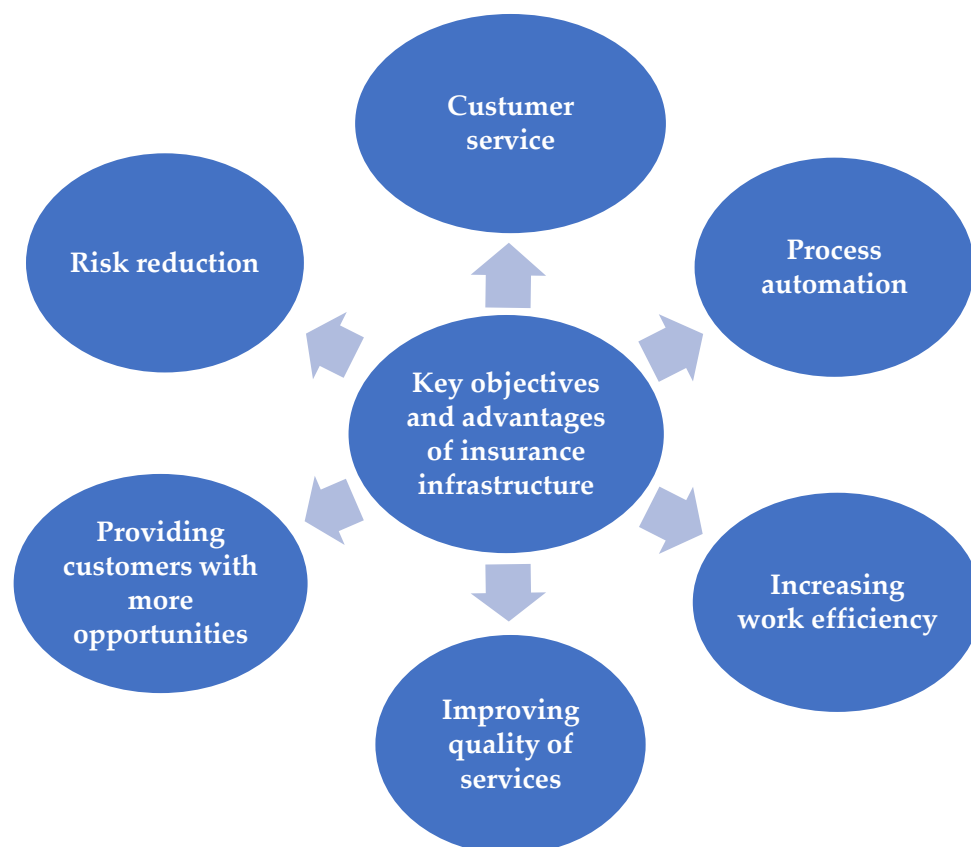 Custumer
service
Risk reduction
Process
automation
Key objectives
and advantages
of insurance
infrastructure
Providing
customers with
more
opportunities
Increasing
work efficiency
Improving
quality of
services